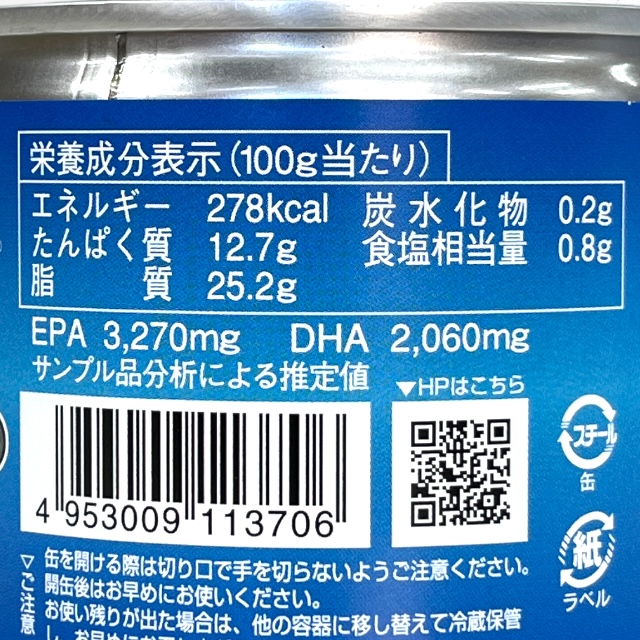 栄養成分表示(100g当たり)
エネルギー 278kcal 炭水化物 0.2g
たんぱく質 12.7g 食塩相当量 0.8g
脂質 25.2g
EPA 3,270mg DHA 2,060mg
サンプル品分析による推定値
▼HPはこちら
スチール
缶
4 953009 113706
紙
ラベル
▽ご注意
缶を開ける際は切り口で手を切らないようご注意ください。
開缶後はお早めにお使いください。
お使い残りが出た場合は、他の容器に移し替えて冷蔵保管